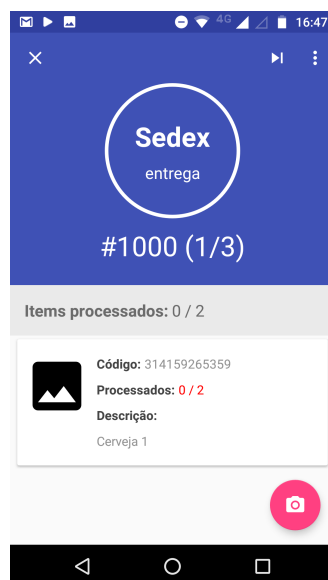 4G 16:47
Sedex
entrega
#1000 (1/3)
Items processados: 0 / 2
Código: 314159265359
Processados: 0 / 2
Descrição:
Cerveja 1